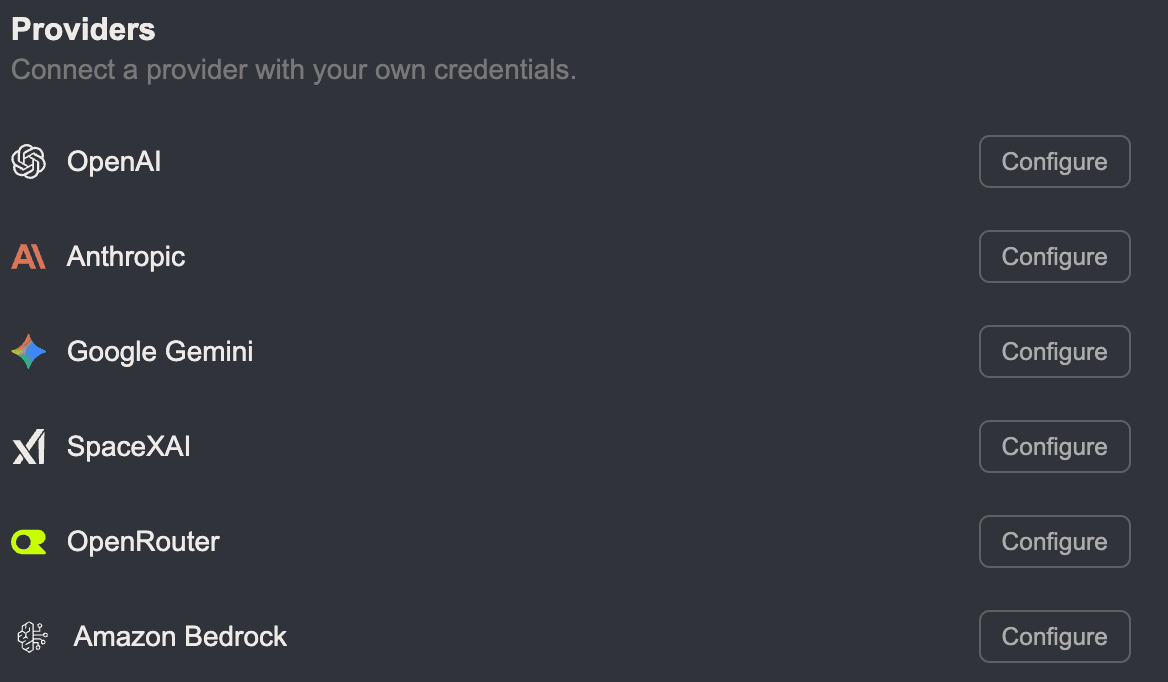 Providers
Connect a provider with your own credentials.
OpenAI Configure
Anthropic Configure
Google Gemini Configure
SpaceXAI Configure
OpenRouter Configure
Amazon Bedrock Configure